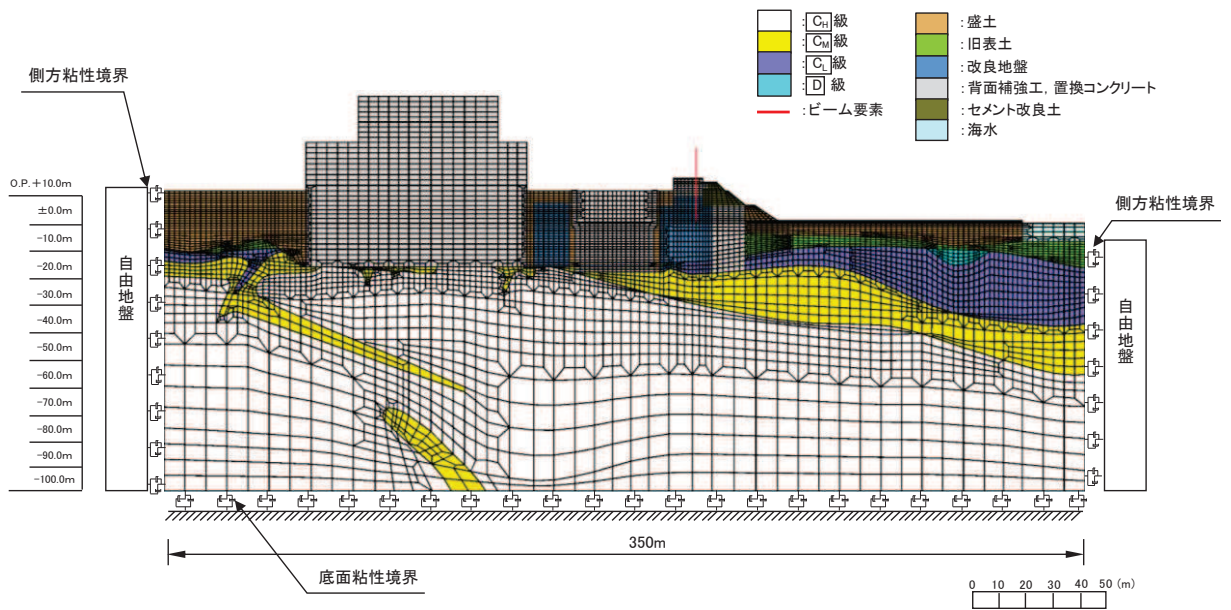 :CH級
:CM級
:CL級
:D 級
:ビーム要素
:盛土
:旧表土
:改良地盤
:背面補強工, 置換コンクリート
:セメント改良土
:海水
側方粘性境界
側方粘性境界
O.P.+10.0m
±0.0m
-10.0m
-20.0m
-30.0m
-40.0m
-50.0m
-60.0m
-70.0m
-80.0m
-90.0m
-100.0m
自由地盤
自由地盤
350m
底面粘性境界
0 10 20 30 40 50 (m)